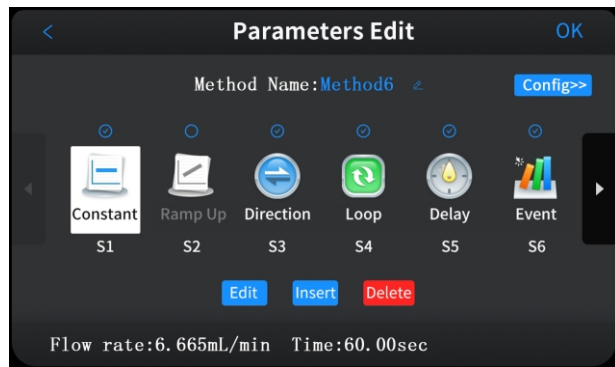 < Parameters Edit OK
Method Name:Method6 Config>>
Constant Ramp Up Direction Loop Delay Event
S1 S2 S3 S4 S5 S6
Edit Insert Delete
Flow rate:6.665mL/min Time:60.00sec